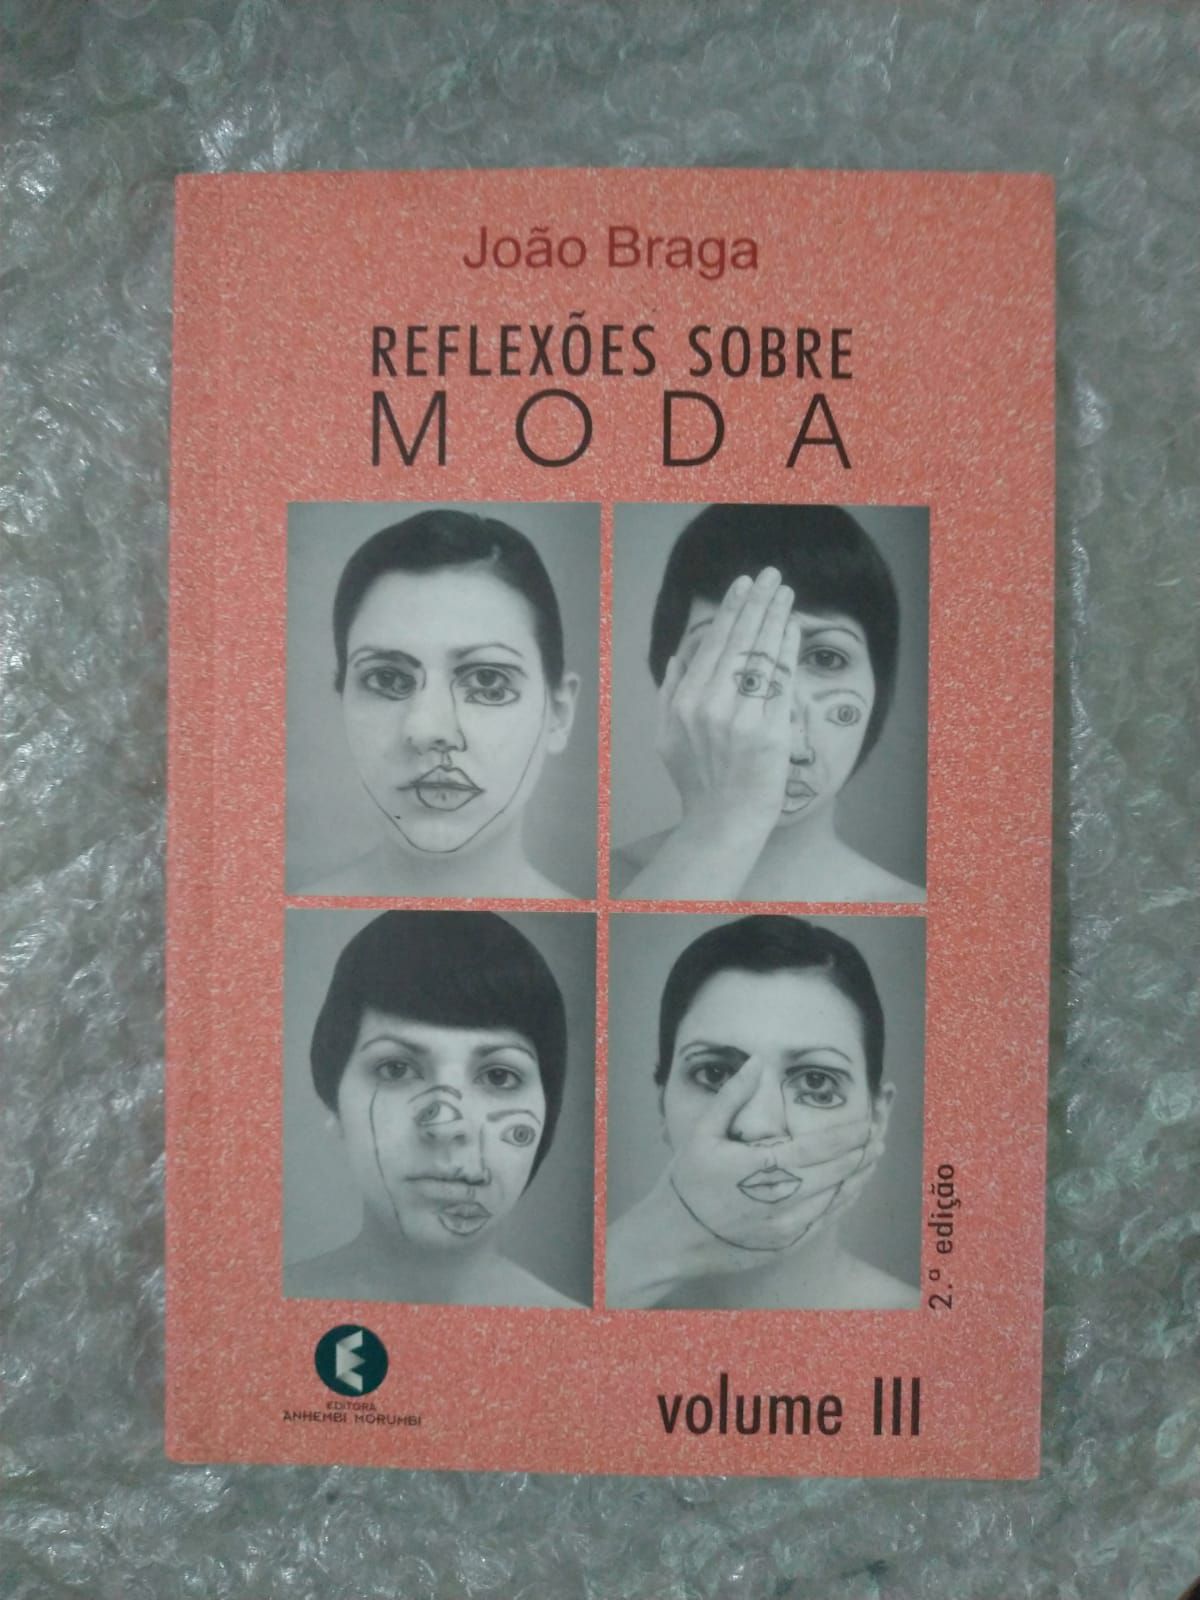 João Braga
REFLEXÕES SOBRE
MODA
2.ª edição
EDITORA
ANHEMBI MORUMBI
volume III